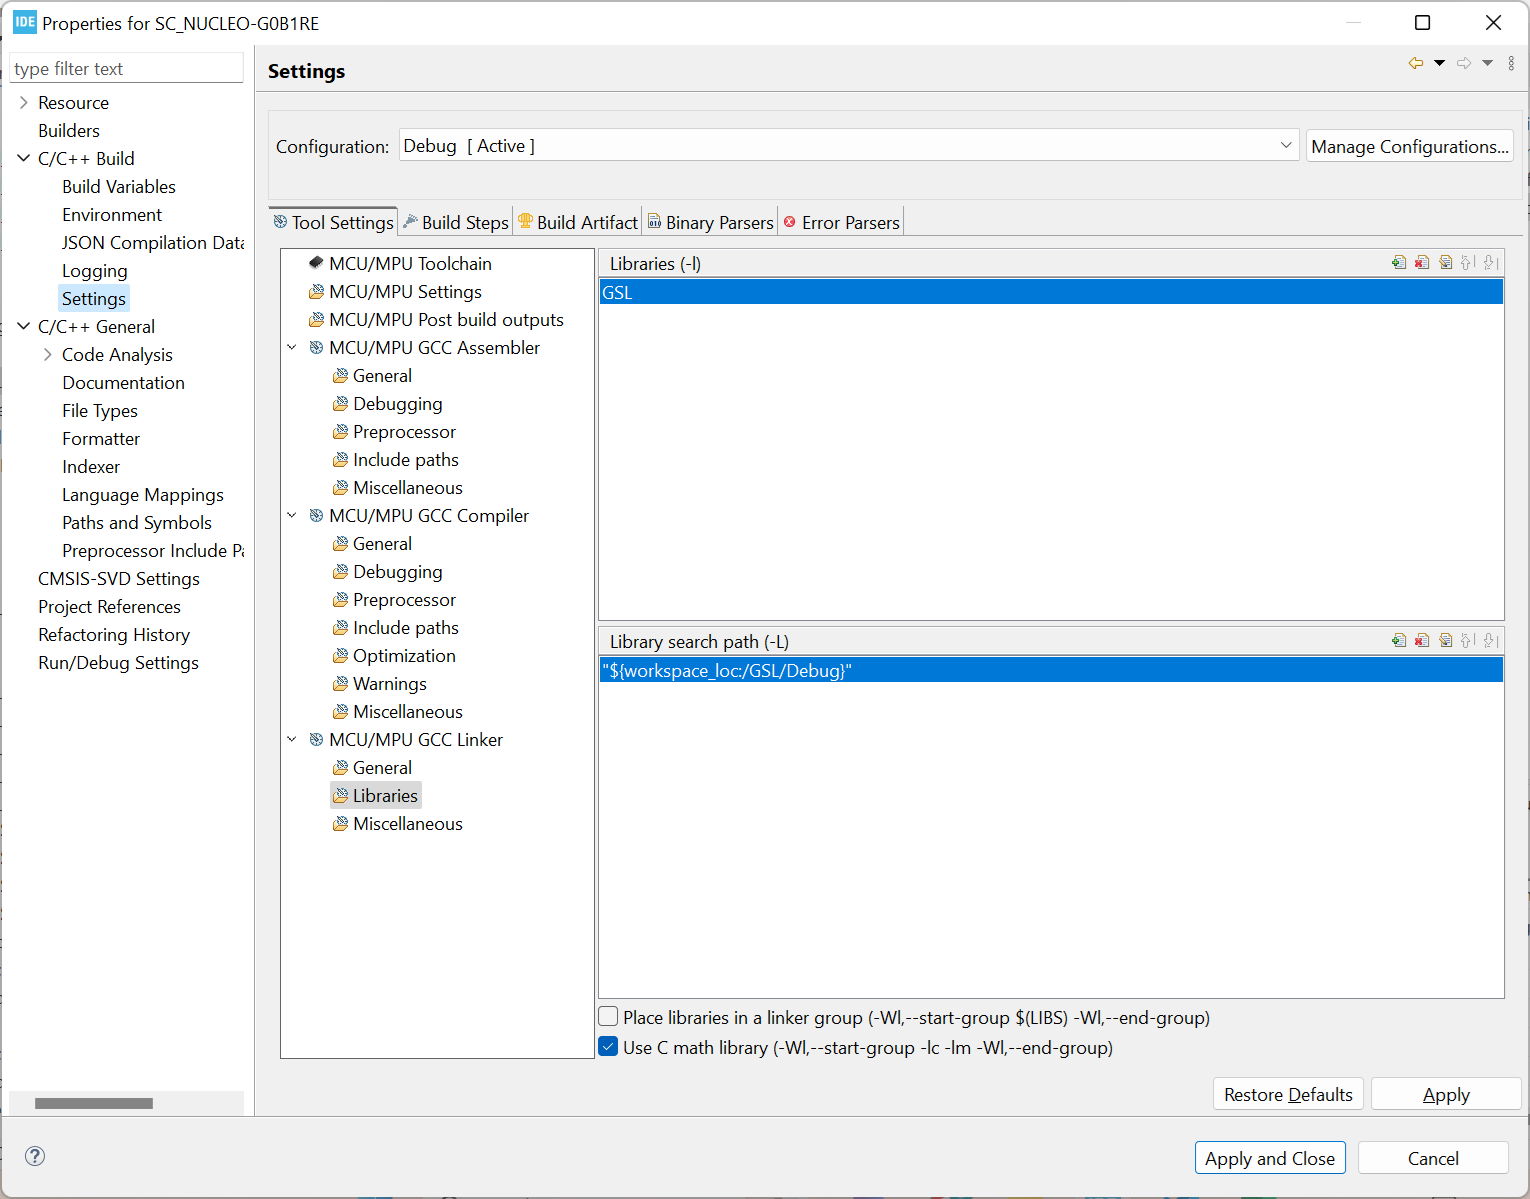 IDE Properties for SC_NUCLEO-G0B1RE
type filter text
Resource
Builders
C/C++ Build
Build Variables
Environment
JSON Compilation Data
Logging
Settings
C/C++ General
Code Analysis
Documentation
File Types
Formatter
Indexer
Language Mappings
Paths and Symbols
Preprocessor Include Pa
CMSIS-SVD Settings
Project References
Refactoring History
Run/Debug Settings
Settings
Configuration: Debug [ Active ] Manage Configurations...
Tool Settings Build Steps Build Artifact Binary Parsers Error Parsers
MCU/MPU Toolchain
MCU/MPU Settings
MCU/MPU Post build outputs
MCU/MPU GCC Assembler
General
Debugging
Preprocessor
Include paths
Miscellaneous
MCU/MPU GCC Compiler
General
Debugging
Preprocessor
Include paths
Optimization
Warnings
Miscellaneous
MCU/MPU GCC Linker
General
Libraries
Miscellaneous
Libraries (-l)
GSL
Library search path (-L)
"${workspace_loc:/GSL/Debug}"
Place libraries in a linker group (-Wl,--start-group $(LIBS) -Wl,--end-group)
Use C math library (-Wl,--start-group -lc -lm -Wl,--end-group)
Restore Defaults Apply
? Apply and Close Cancel